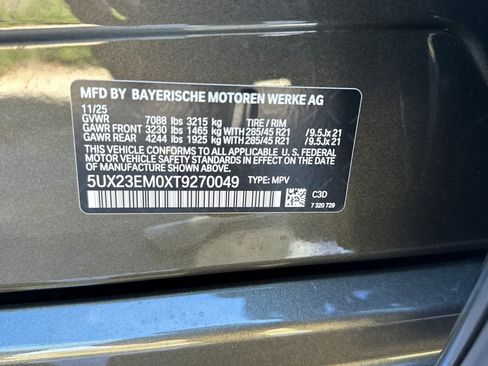 MFD BY BAYERISCHE MOTOREN WERKE AG
11/25
GVWR 7088 lbs 3215 kg TIRE / RIM
GAWR FRONT 3230 lbs 1465 kg WITH 285/45 R21 /9.5Jx 21
GAWR REAR 4244 lbs 1925 kg WITH 285/45 R21 /9.5Jx 21
THIS VEHICLE CONFORMS TO ALL APPLICABLE FEDERAL
MOTOR VEHICLE SAFETY STANDARDS IN EFFECT ON THE DATE
OF MANUFACTURE SHOWN ABOVE.
5UX23EM0XT9270049 TYPE: MPV
C3D
7 320 729